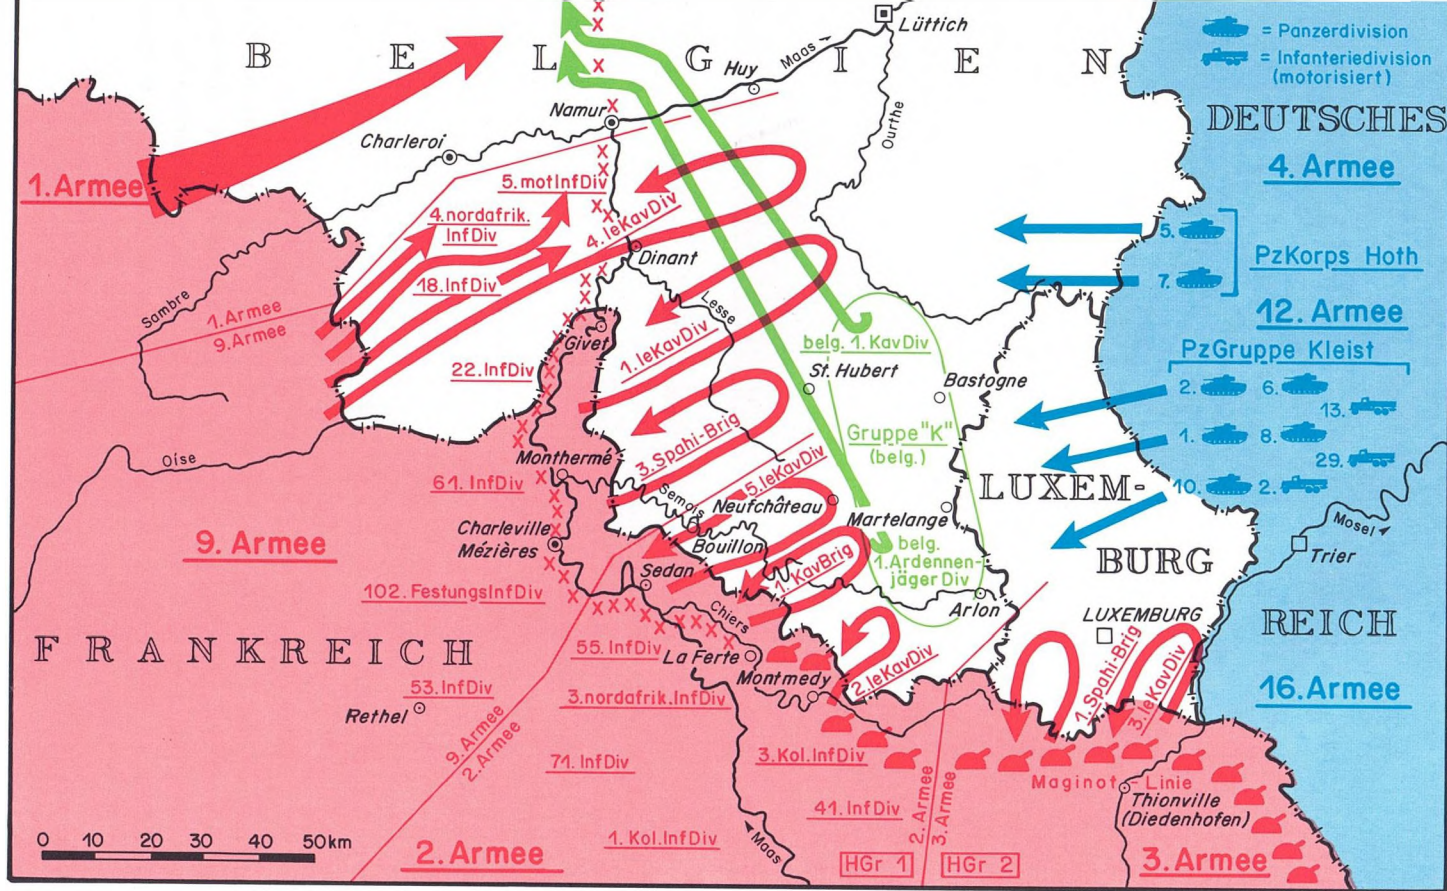 B E L G I E N
Lüttich
= Panzerdivision
= Infanteriedivision
(motorisiert)
Maas
Huy
Ourthe
Namur
Charleroi
DEUTSCHES
4. Armee
1. Armee
5. motInfDiv
4. nordafrik.
InfDiv
4. leKavDiv
Dinant
5.
7.
PzKorps Hoth
18. InfDiv
Sambre
1. Armee
9. Armee
Lesse
12. Armee
Givet
1. leKavDiv
belg. 1. KavDiv
PzGruppe Kleist
22. InfDiv
St. Hubert
Bastogne
2.
6.
13.
3. Spahi-Brig
Gruppe "K"
(belg.)
1.
8.
29.
Oise
Monthermé
61. InfDiv
Semois
5. leKavDiv
LUXEM-
BURG
10.
2.
Neufchâteau
Martelange
Mosel
Trier
Charleville
Mézières
9. Armee
Bouillon
belg.
1. Ardennen-
jäger Div
Sedan
1. KavBrig
102. FestungsInfDiv
Arlon
Chiers
LUXEMBURG
REICH
FRANKREICH
55. InfDiv
La Ferte
Montmedy
2. leKavDiv
1. Spahi-Brig
3. leKavDiv
16. Armee
53. InfDiv
Rethel
3. nordafrik. InfDiv
9. Armee
2. Armee
71. InfDiv
3. Kol. InfDiv
Maginot-Linie
Thionville
(Diedenhofen)
41. InfDiv
2. Armee
3. Armee
0 10 20 30 40 50 km
2. Armee
1. Kol. InfDiv
Maas
HGr 1
HGr 2
3. Armee